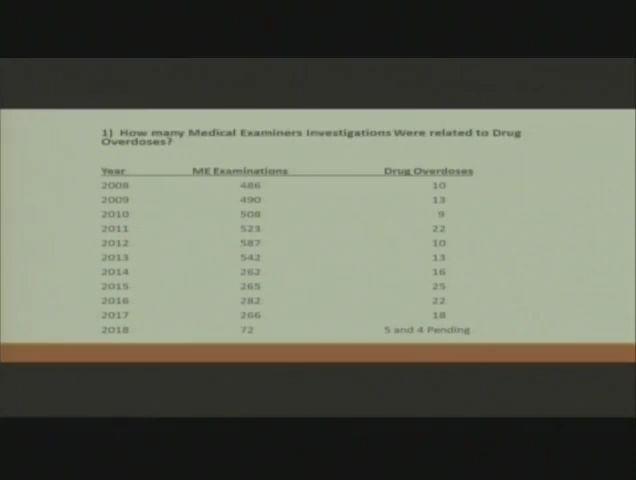 1) How many Medical Examiners Investigations Were related to Drug
Overdoses?
Year ME Examinations Drug Overdoses
2008 486 10
2009 490 13
2010 508 9
2011 523 22
2012 587 10
2013 542 13
2014 262 16
2015 265 25
2016 282 22
2017 266 18
2018 72 5 and 4 Pending